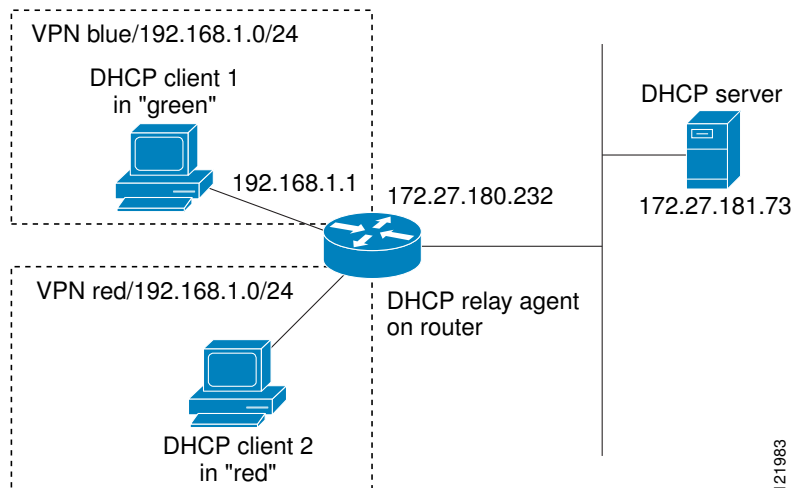 VPN blue/192.168.1.0/24
DHCP client 1
in "green"
192.168.1.1
172.27.180.232
DHCP server
172.27.181.73
VPN red/192.168.1.0/24
DHCP relay agent
on router
DHCP client 2
in "red"
121983